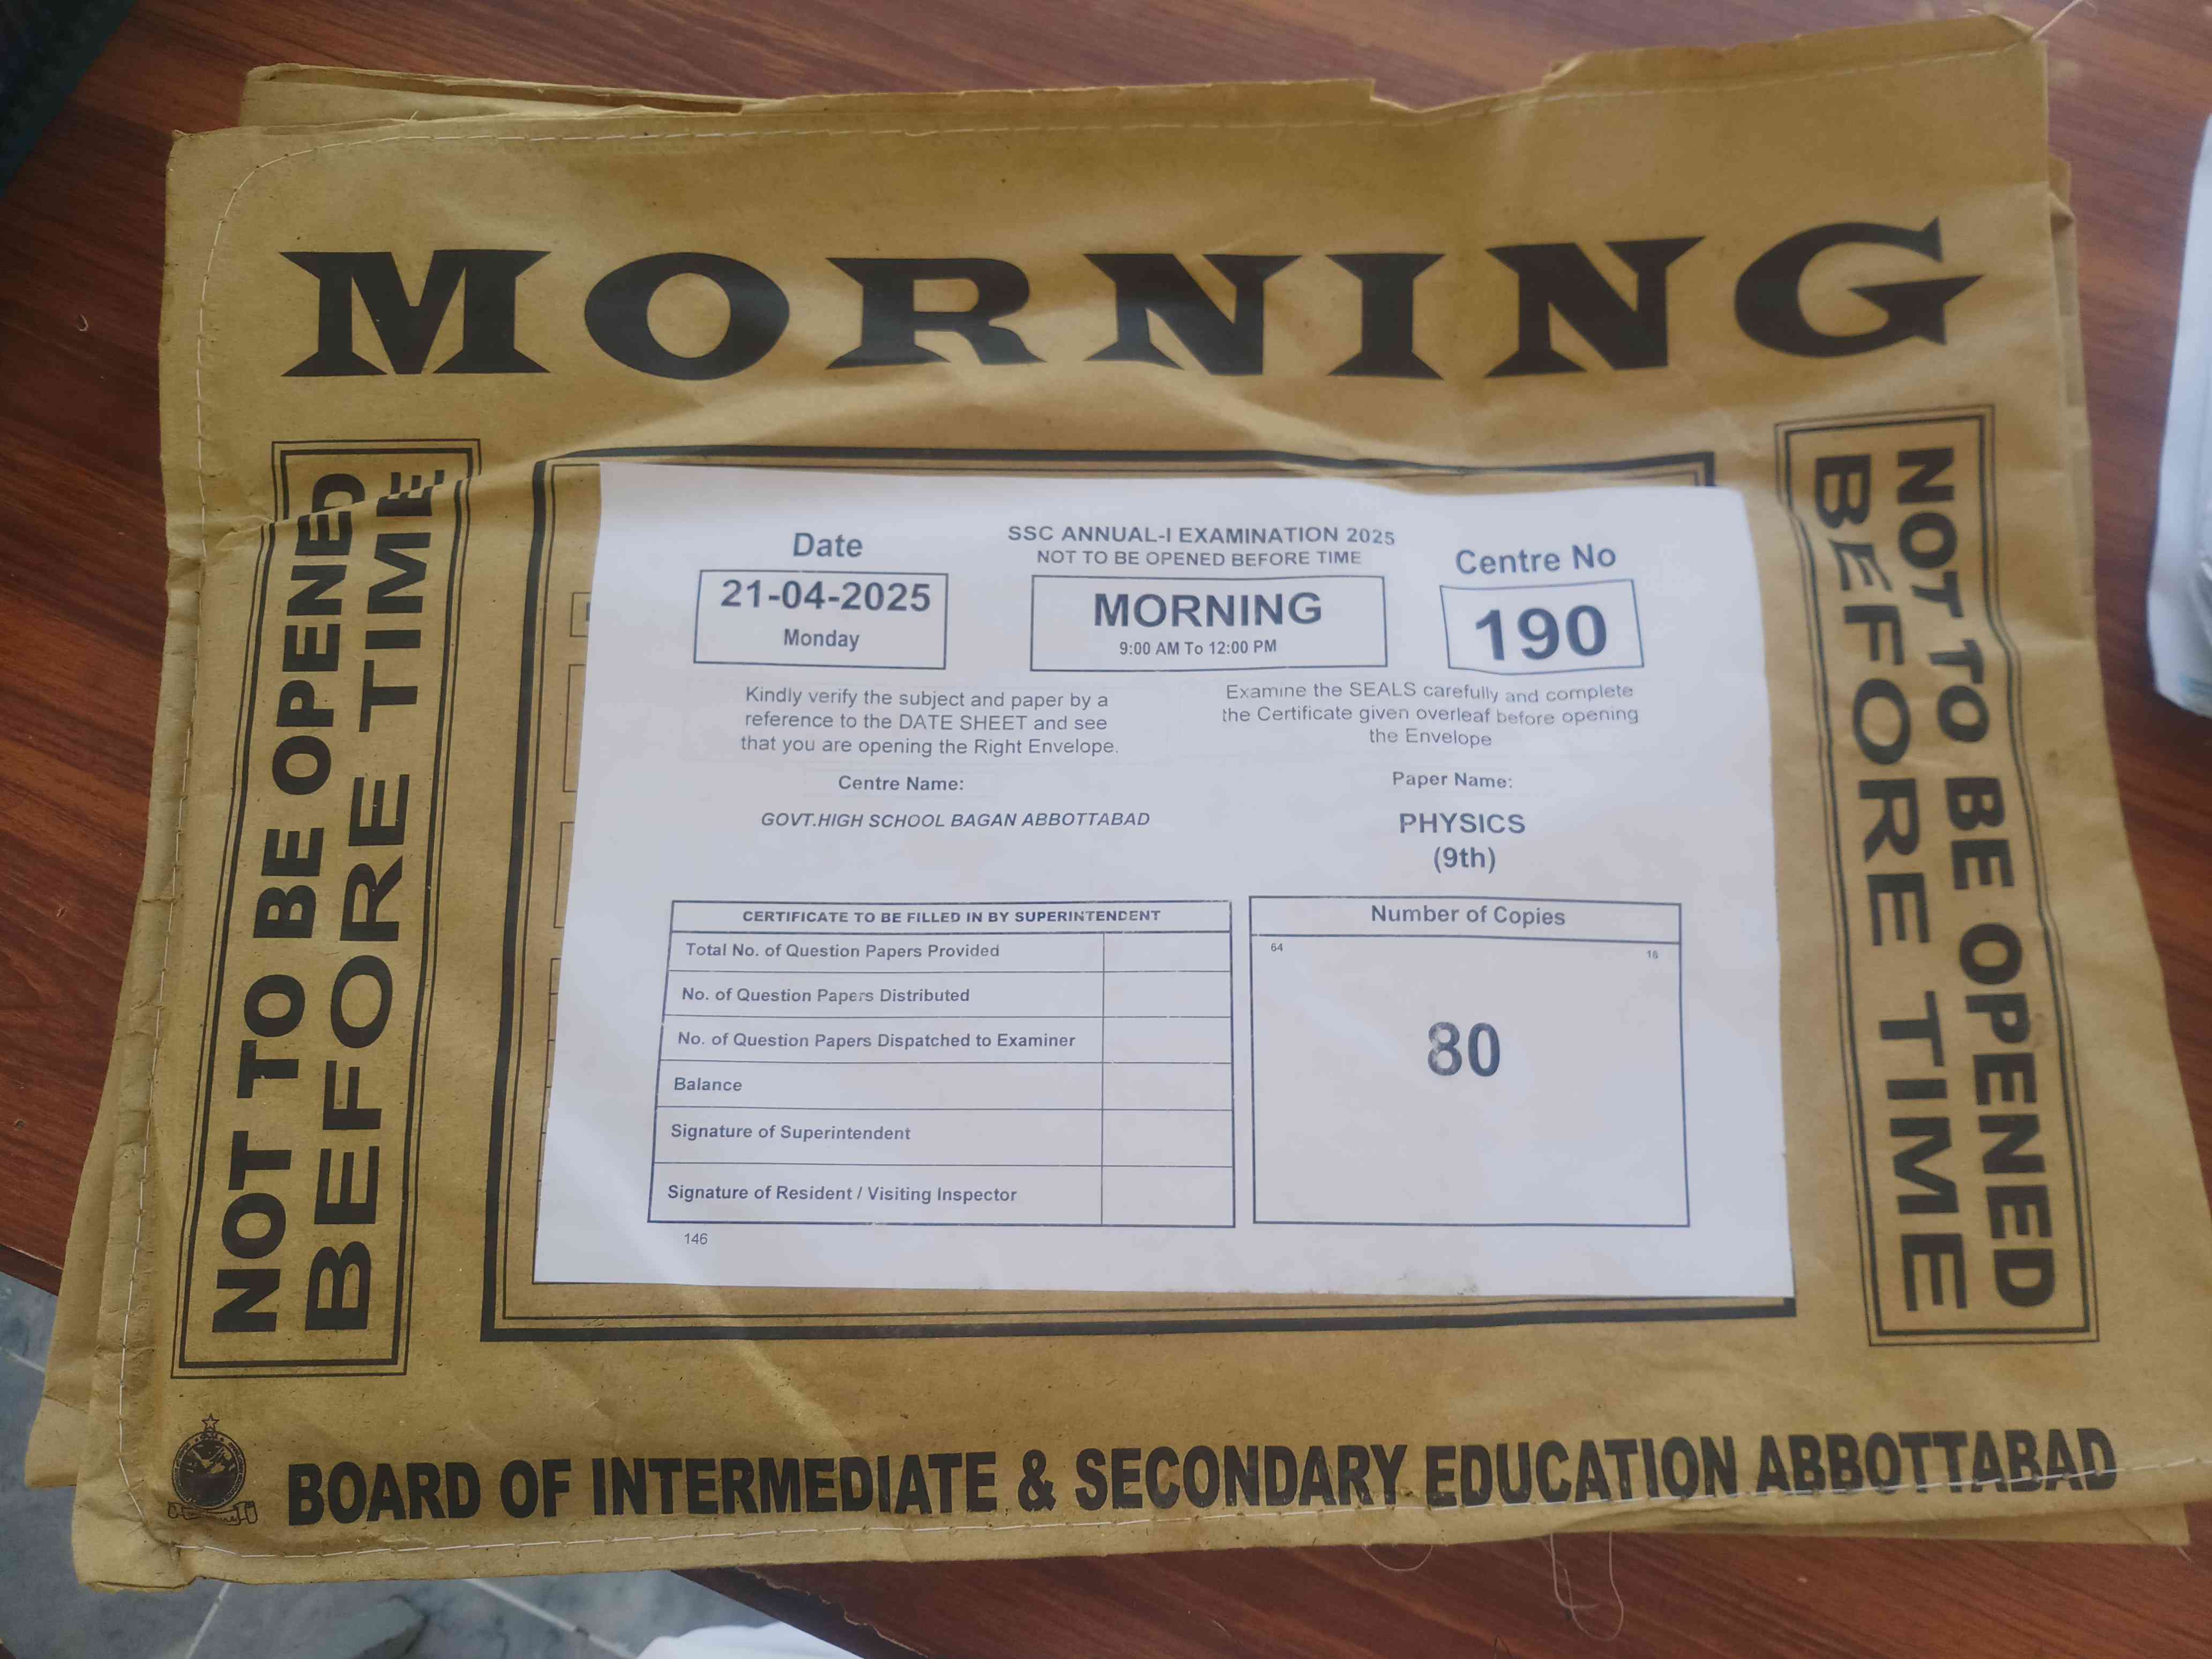 MORNING
NOT TO BE OPENED
BEFORE TIME.
Date
21-04-2025
Monday
SSC ANNUAL-I EXAMINATION 2025
NOT TO BE OPENED BEFORE TIME
MORNING
9:00 AM To 12:00 PM
Centre No
190
Kindly verify the subject and paper by a
reference to the DATE SHEET and see
that you are opening the Right Envelope.
Examine the SEALS carefully and complete
the Certificate given overleaf before opening
the Envelope
Centre Name:
GOVT.HIGH SCHOOL BAGAN ABBOTTABAD
Paper Name:
PHYSICS
(9th)
CERTIFICATE TO BE FILLED IN BY SUPERINTENDENT
Total No. of Question Papers Provided
No. of Question Papers Distributed
No. of Question Papers Dispatched to Examiner
Balance
Signature of Superintendent
Signature of Resident / Visiting Inspector
146
Number of Copies
64 16
80
NOT TO BE OPENED
BEFORE TIME
BOARD OF INTERMEDIATE & SECONDARY EDUCATION ABBOTTABAD